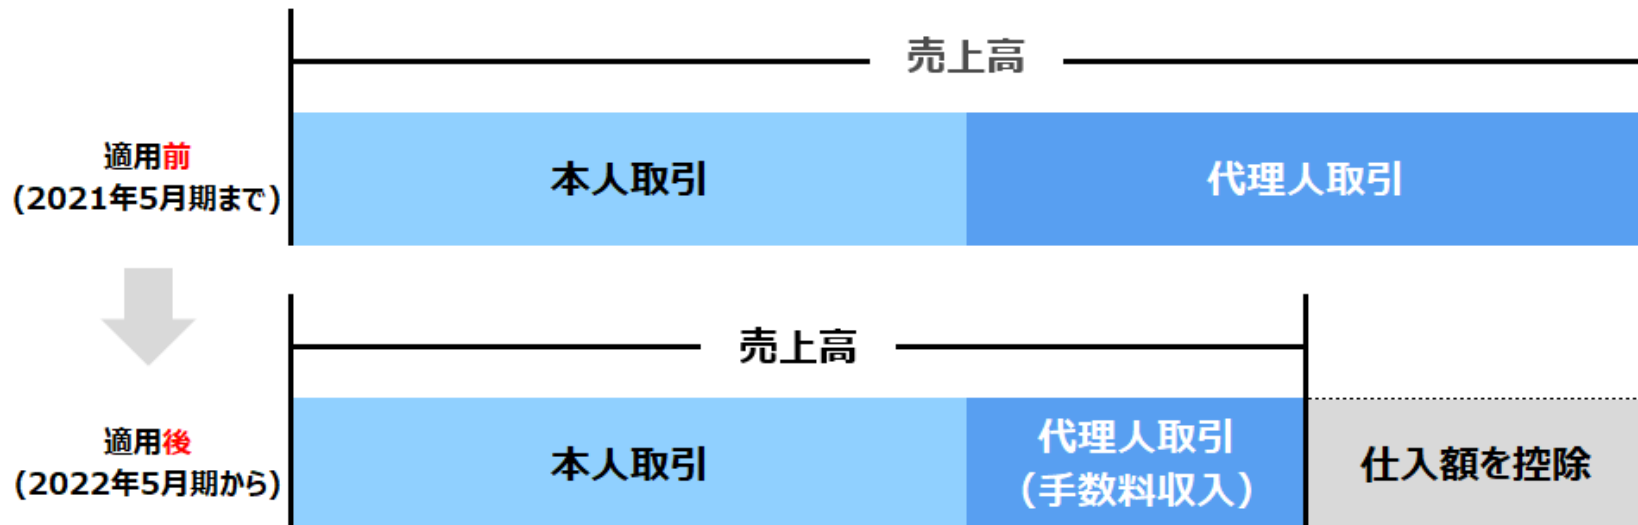 売上高
適用前
(2021年5月期まで)
本人取引
代理人取引
売上高
適用後
(2022年5月期から)
本人取引
代理人取引
（手数料収入）
仕入額を控除